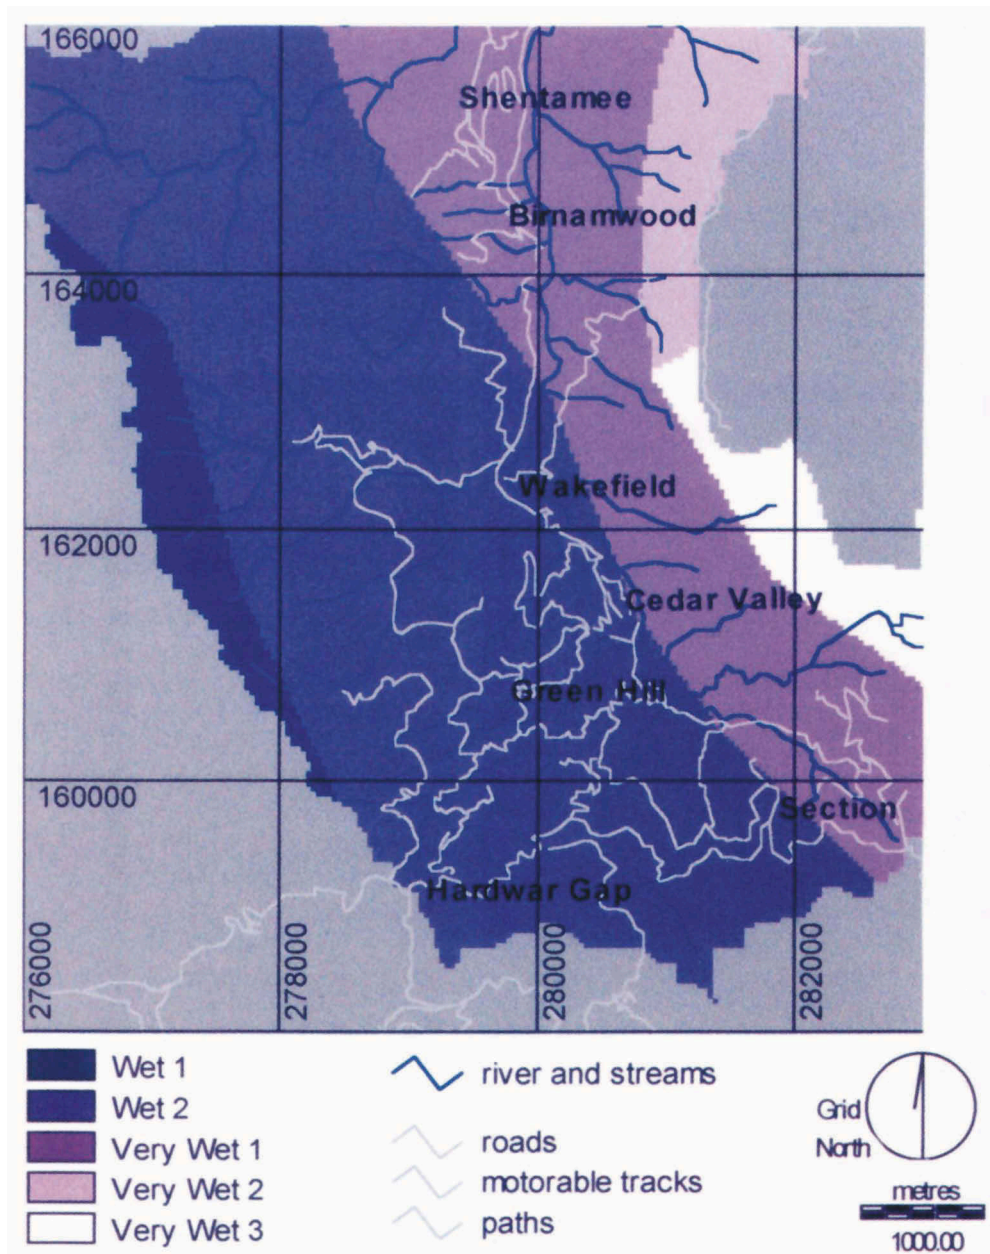 166000
Shentamee
Birnamwood
164000
Wakefield
162000
Cedar Valley
Green Hill
160000
Section
Hardwar Gap
276000
278000
280000
282000
Wet 1
Wet 2
Very Wet 1
Very Wet 2
Very Wet 3
river and streams
roads
motorable tracks
paths
Grid
North
metres
1000.00